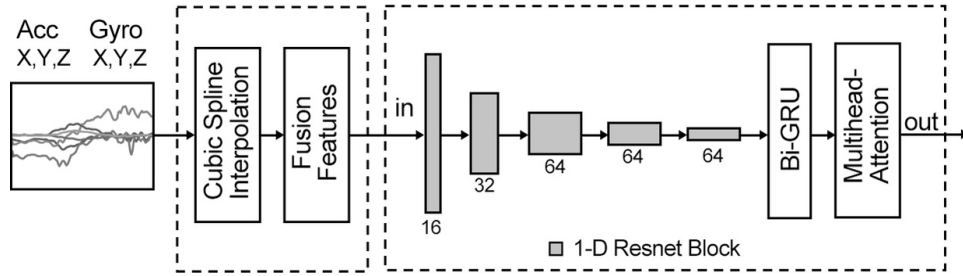 Acc Gyro
X,Y,Z X,Y,Z
Cubic Spline
Interpolation
Fusion
Features
in
16
32
64
64
64
Bi-GRU
Multihead-
Attention
out
1-D Resnet Block